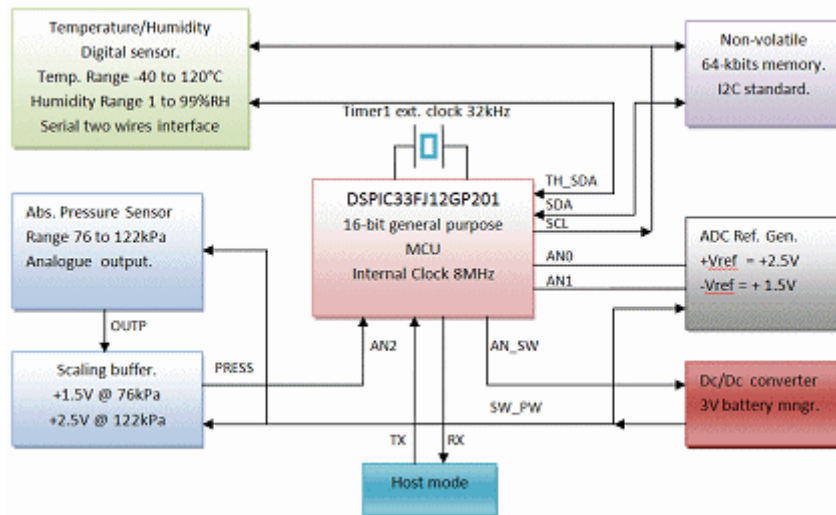 Temperature/Humidity
Digital sensor.
Temp. Range -40 to 120°C
Humidity Range 1 to 99%RH
Serial two wires interface
Non-volatile
64-kbits memory.
I2C standard.
Timer1 ext. clock 32kHz
DSPIC33FJ12GP201
16-bit general purpose
MCU
Internal Clock 8MHz
TH_SDA
SDA
SCL
AN0
AN1
Abs. Pressure Sensor
Range 76 to 122kPa
Analogue output.
ADC Ref. Gen.
+Vref = +2.5V
-Vref = + 1.5V
OUTP
Scaling buffer.
+1.5V @ 76kPa
+2.5V @ 122kPa
PRESS
AN2
AN_SW
SW_PW
Dc/Dc converter
3V battery mngr.
TX
RX
Host mode